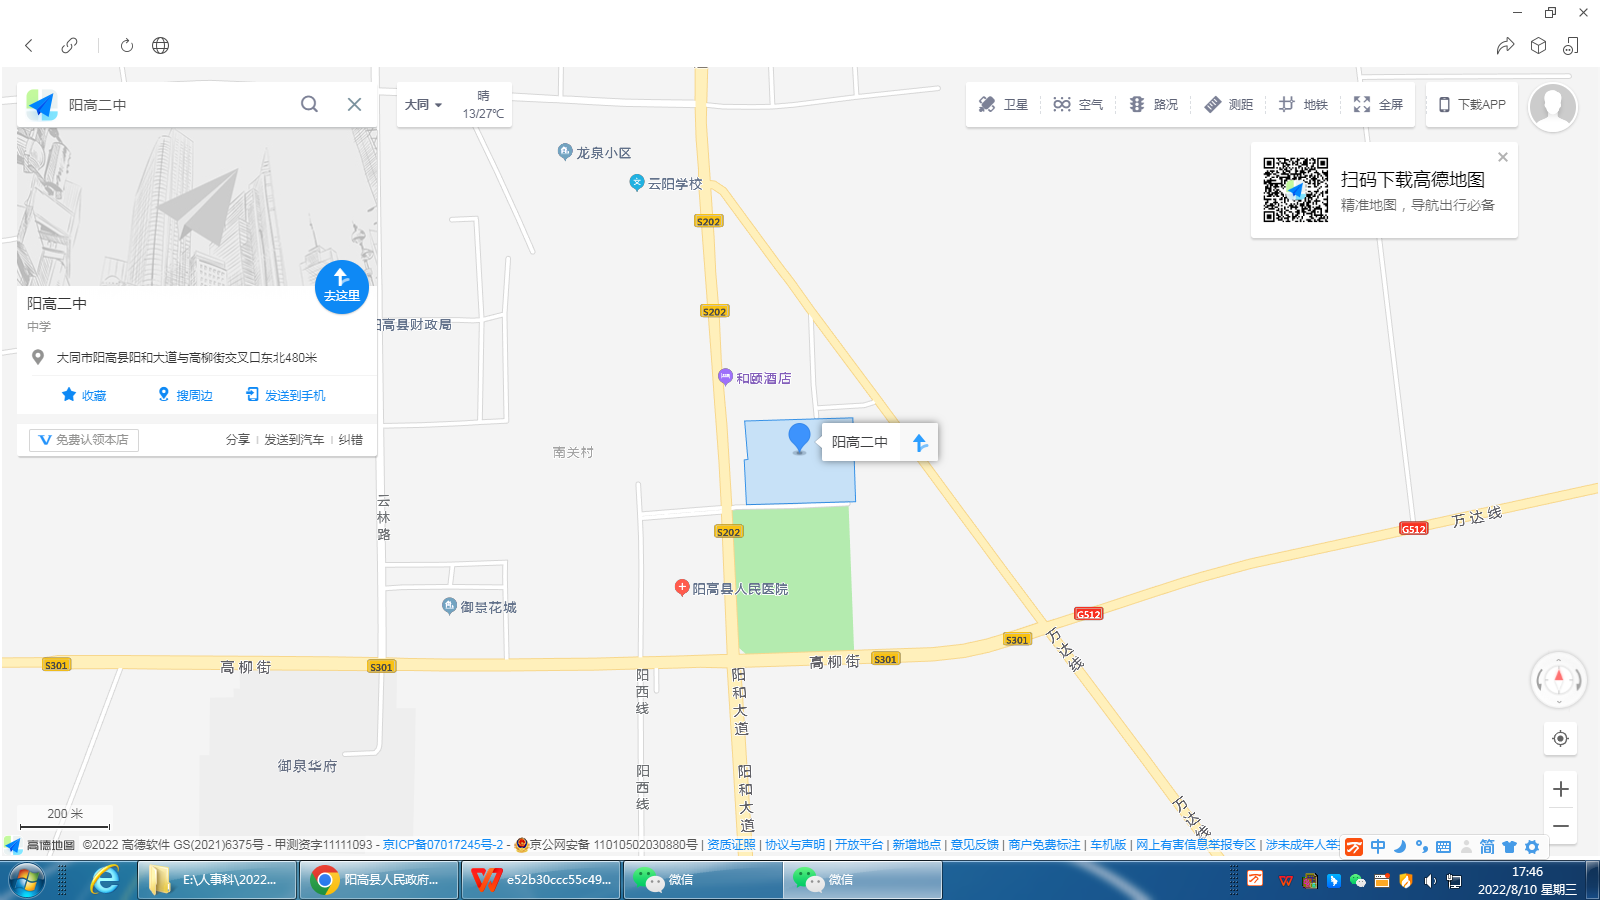 阳高二中
大同
晴
13/27℃
卫星
空气
路况
测距
地铁
全屏
下载APP
扫码下载高德地图
精准地图，导航出行必备
去这里
阳高二中
中学
大同市阳高县阳和大道与高柳街交叉口东北480米
收藏
搜周边
发送到手机
免费认领本店
分享
发送到汽车
纠错
龙泉小区
云阳学校
S202
S202
阳高县财政局
和颐酒店
阳高二中
南关村
云林路
S202
G512
万达线
阳高县人民医院
御景花城
G512
S301
万达线
S301
高柳街
S301
高柳街
S301
阳西线
阳和大道
御泉华府
阳西线
阳和大道
万达线
200 米
高德地图
©2022 高德软件 GS(2021)6375号 - 甲测资字11111093 - 京ICP备07017245号-2 - 京公网安备 11010502030880号 | 资质证照 | 协议与声明 | 开放平台 | 新增地点 | 意见反馈 | 商户免费标注 | 车机版 | 网上有害信息举报专区 | 涉未成年人举
中
简
E:\人事科\2022...
阳高县人民政府...
e52b30ccc55c49...
微信
微信
17:46
2022/8/10 星期三